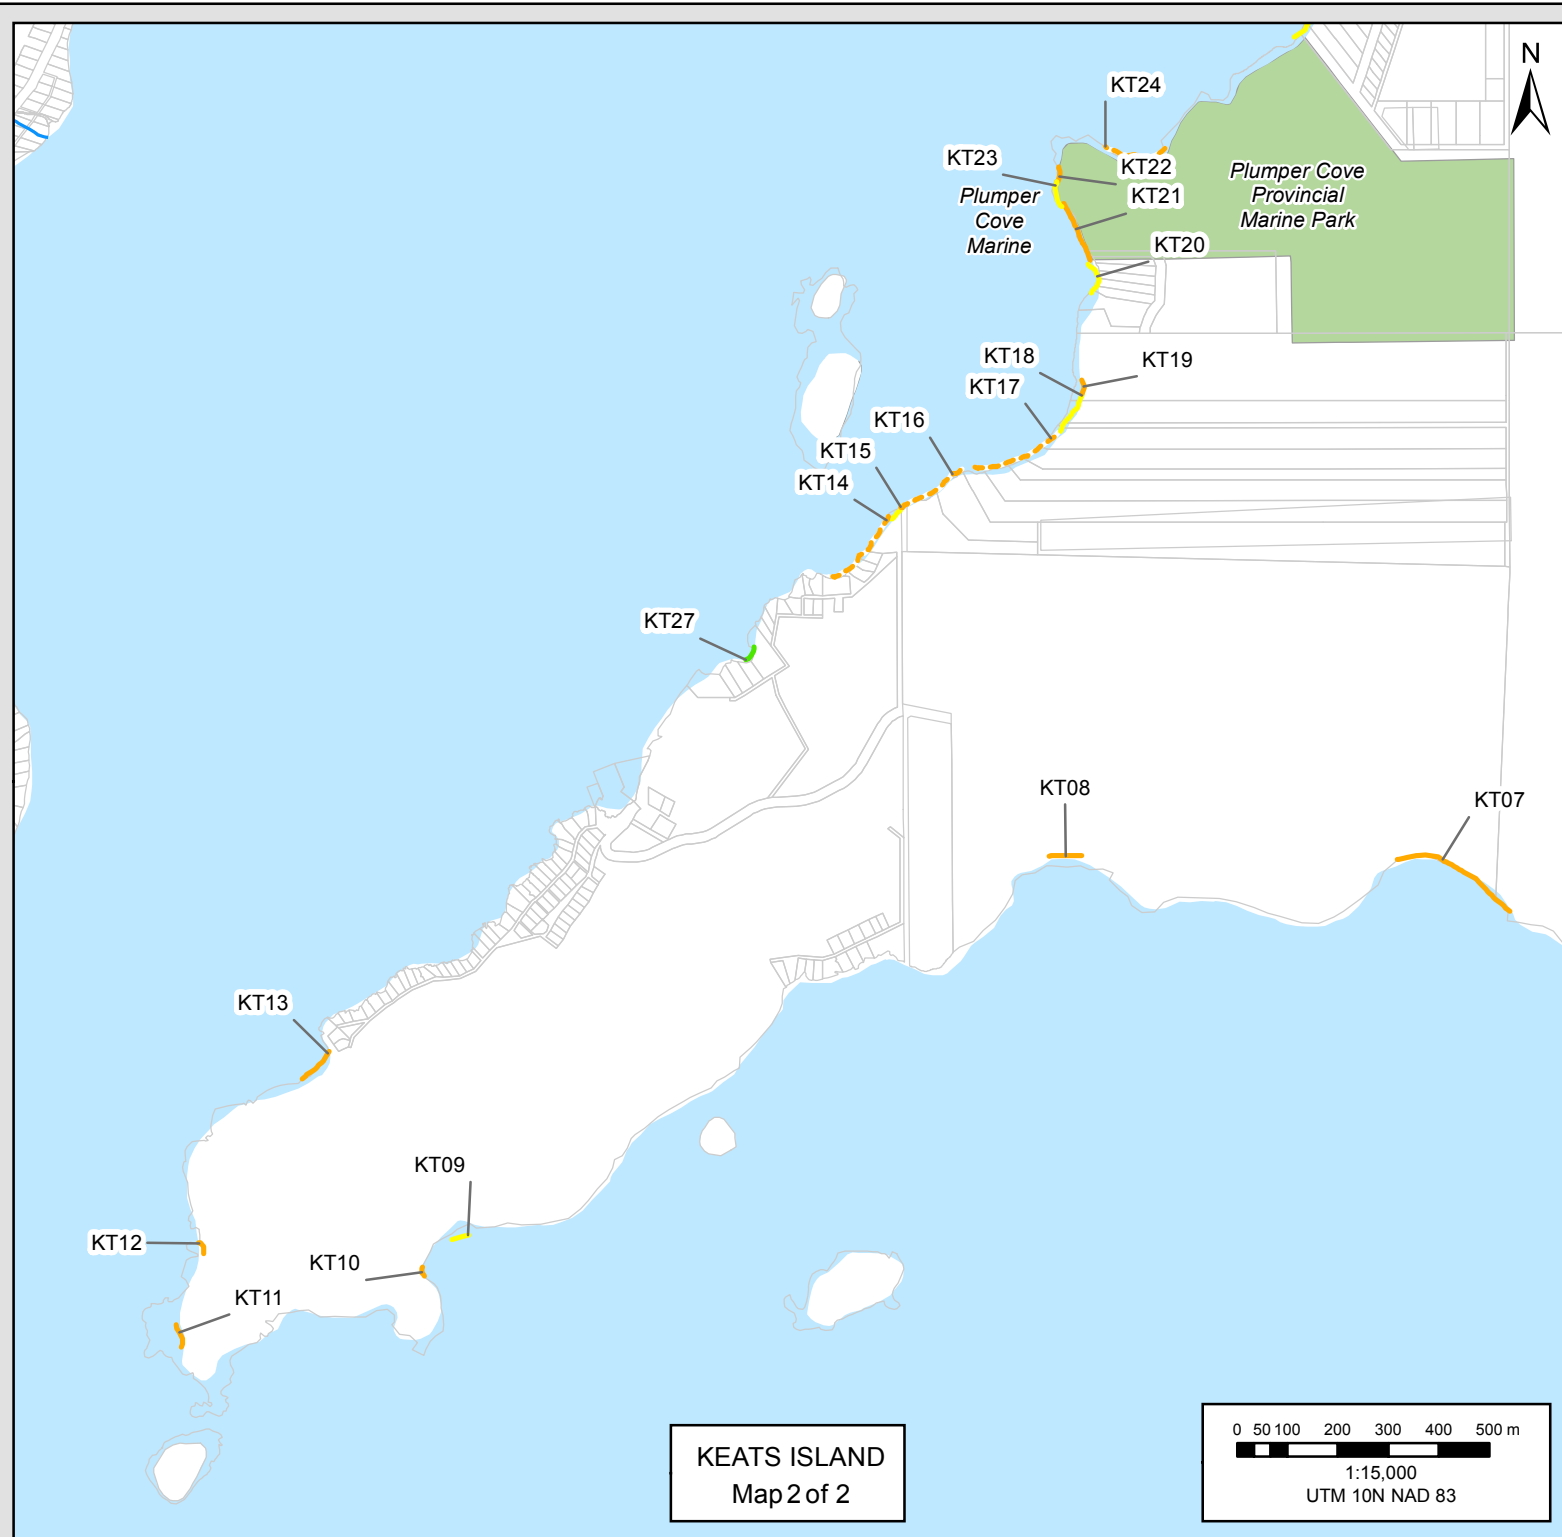 N
KT24
KT23
KT22
Plumper Cove
Provincial
Marine Park
Plumper
Cove
Marine
KT21
KT20
KT18
KT19
KT17
KT16
KT15
KT14
KT27
KT08
KT07
KT13
KT09
KT12
KT10
KT11
KEATS ISLAND
Map 2 of 2
0 50 100 200 300 400 500 m
1:15,000
UTM 10N NAD 83